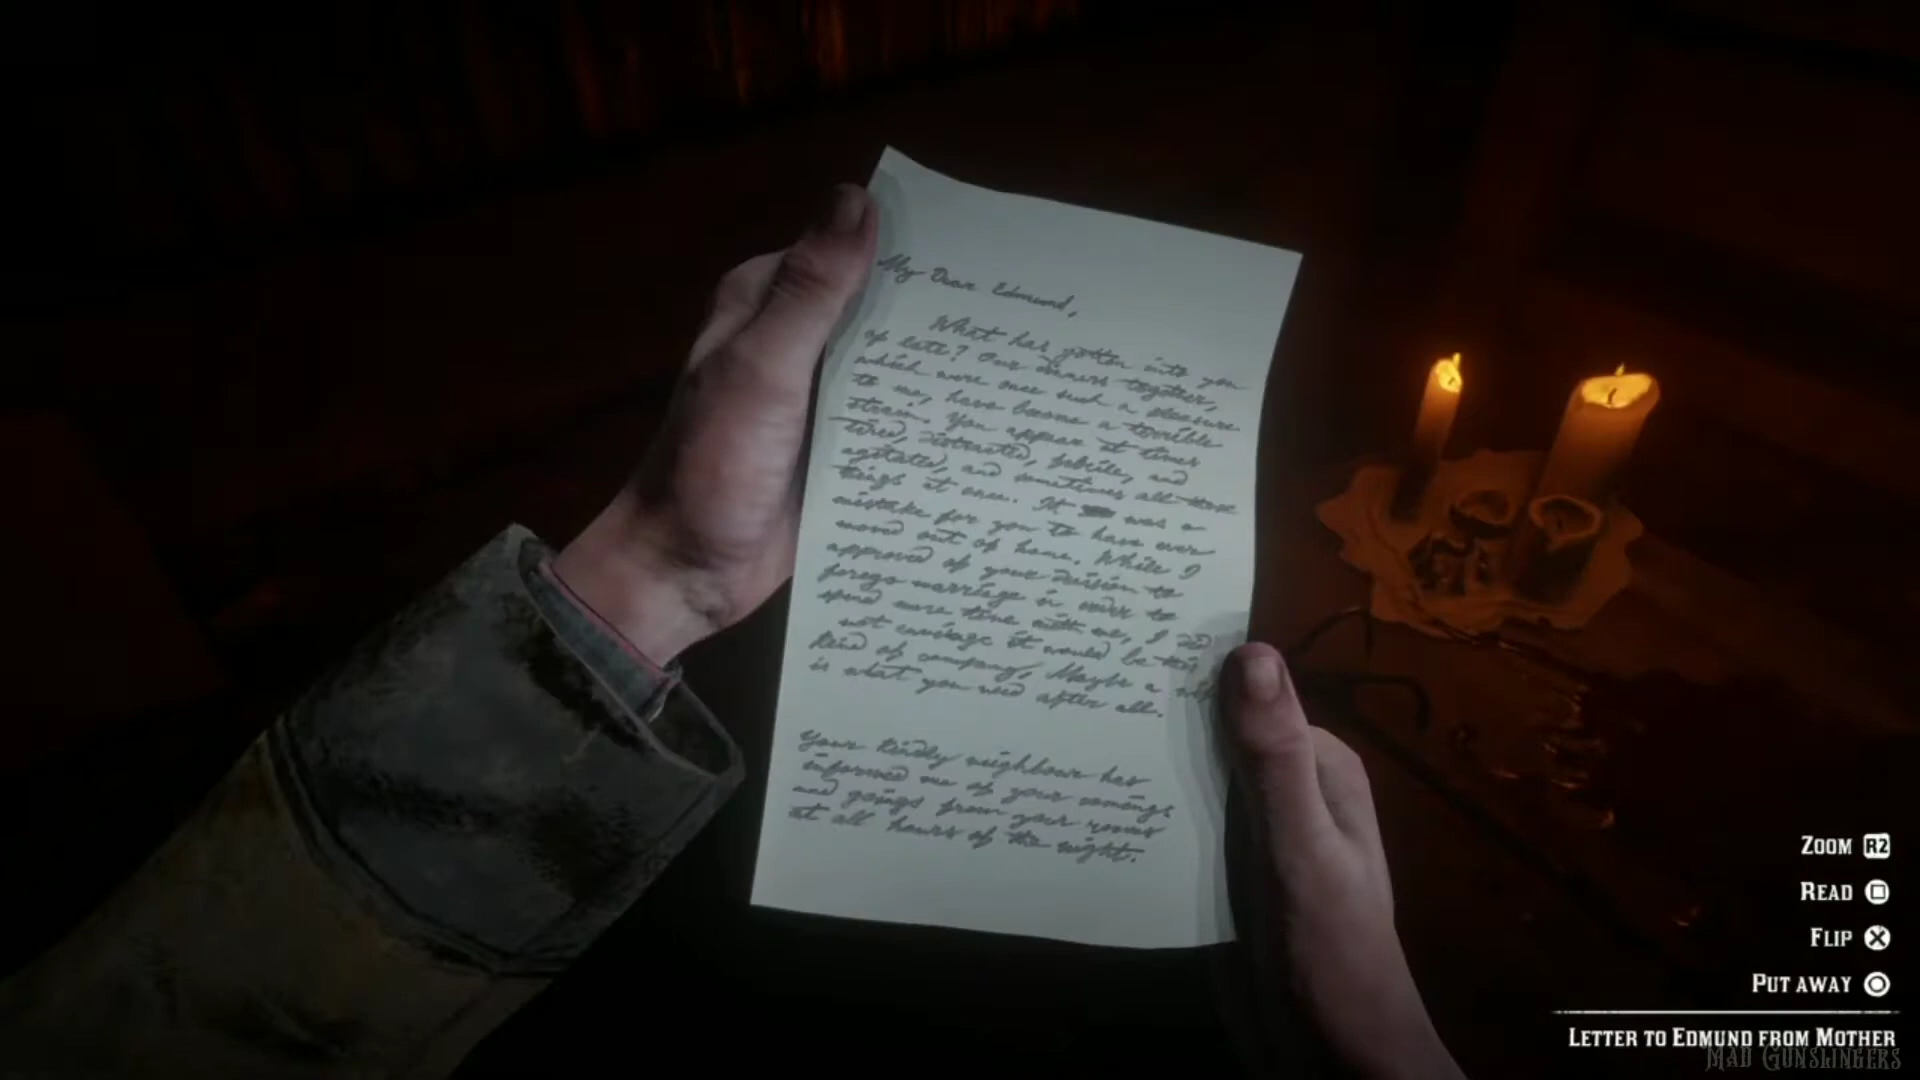 My Dear Edmund,
What has gotten into you
of late? Our dinners together,
which were once such a pleasure
to me, have become a terrible
strain. You appear at times
tired, distracted, febrile, and
agitated, and sometimes all these
things at once. It was a
mistake for you to have ever
moved out of home. While I
approved of your decision to
forego marriage in order to
spend more time with me, I did
not envisage it would be this
kind of company. Maybe a wife
is what you need after all.
Your kindly neighbour has
informed me of your comings
and goings from your rooms
at all hours of the night.
ZOOM R2
READ
FLIP
PUT AWAY
LETTER TO EDMUND FROM MOTHER
MAD GUNSLINGERS